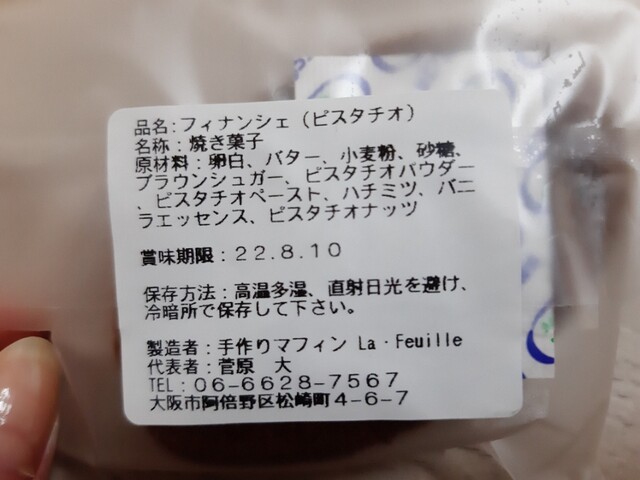 品名:フィナンシェ（ピスタチオ）
名称：焼き菓子
原材料：卵白、バター、小麦粉、砂糖、
ブラウンシュガー、ピスタチオパウダー
、ピスタチオペースト、ハチミツ、バニ
ラエッセンス、ピスタチオナッツ
賞味期限：２２.８.１０
保存方法：高温多湿、直射日光を避け、
冷暗所で保存して下さい。
製造者：手作りマフィン La・Feuille
代表者：菅原　大
TEL：０６-６６２８-７５６７
大阪市阿倍野区松崎町４-６-７